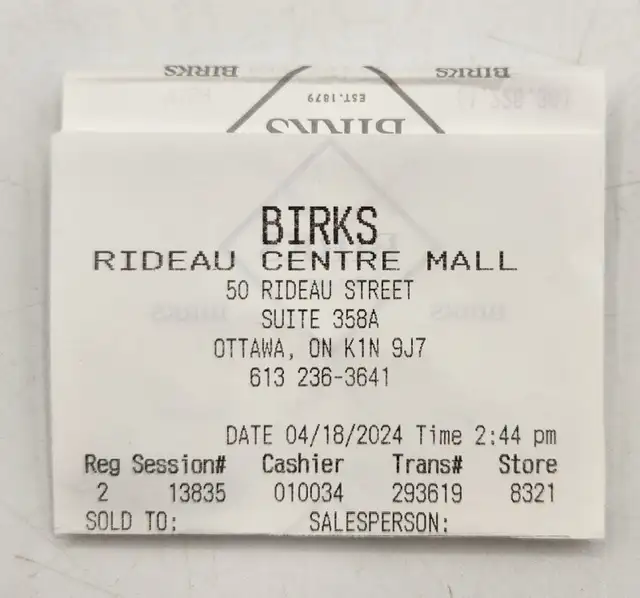 BIRKS BIRKS
EST. 1879
BIRKS
BIRKS
RIDEAU CENTRE MALL
50 RIDEAU STREET
SUITE 358A
OTTAWA, ON K1N 9J7
613 236-3641
DATE 04/18/2024 Time 2:44 pm
Reg Session# Cashier Trans# Store
2 13835 010034 293619 8321
SOLD TO: SALESPERSON: